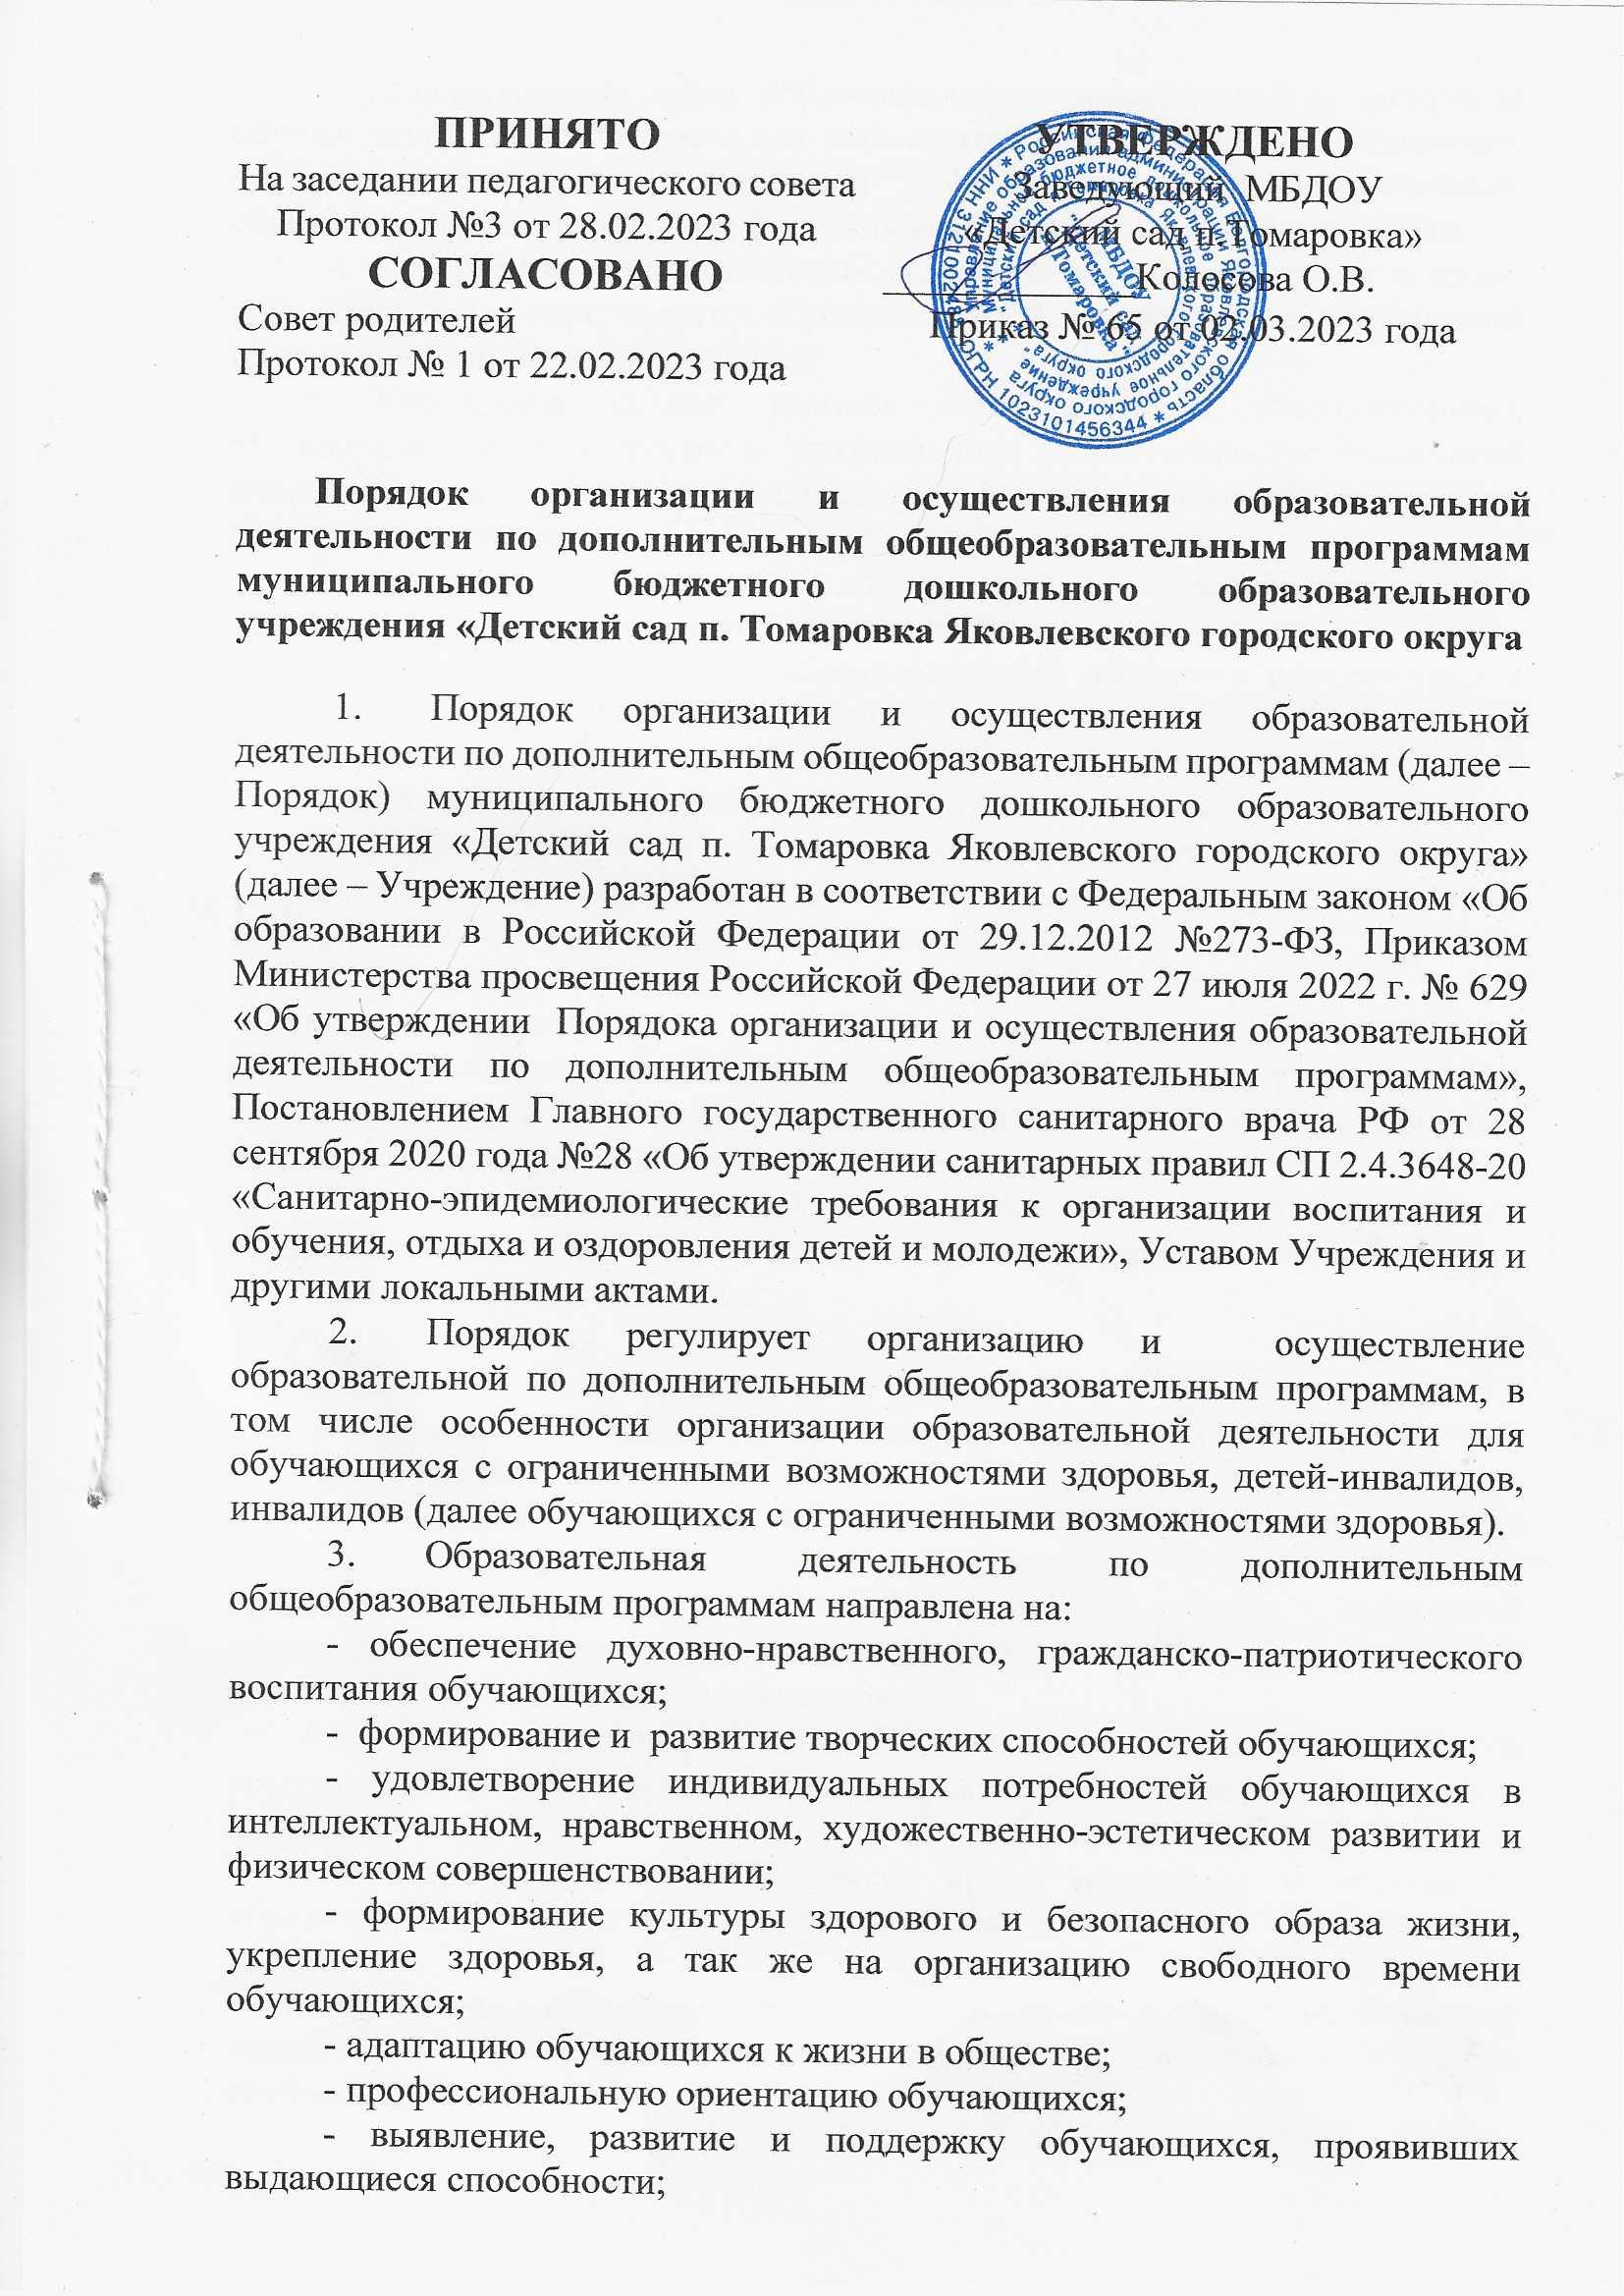 ПРИНЯТО
На заседании педагогического совета
Протокол №3 от 28.02.2023 года
СОГЛАСОВАНО
Совет родителей
Протокол № 1 от 22.02.2023 года
УТВЕРЖДЕНО
Заведующий МБДОУ
«Детский сад п.Томаровка»
Колосова О.В.
Приказ № 65 от 02.03.2023 года
ОГРН 1023101456344
МБДОУ
"Детский сад
п. Томаровка"
Порядок организации и осуществления образовательной
деятельности по дополнительным общеобразовательным программам
муниципального бюджетного дошкольного образовательного
учреждения «Детский сад п. Томаровка Яковлевского городского округа
1. Порядок организации и осуществления образовательной
деятельности по дополнительным общеобразовательным программам (далее –
Порядок) муниципального бюджетного дошкольного образовательного
учреждения «Детский сад п. Томаровка Яковлевского городского округа»
(далее – Учреждение) разработан в соответствии с Федеральным законом «Об
образовании в Российской Федерации от 29.12.2012 №273-ФЗ, Приказом
Министерства просвещения Российской Федерации от 27 июля 2022 г. № 629
«Об утверждении Порядока организации и осуществления образовательной
деятельности по дополнительным общеобразовательным программам»,
Постановлением Главного государственного санитарного врача РФ от 28
сентября 2020 года №28 «Об утверждении санитарных правил СП 2.4.3648-20
«Санитарно-эпидемиологические требования к организации воспитания и
обучения, отдыха и оздоровления детей и молодежи», Уставом Учреждения и
другими локальными актами.
2. Порядок регулирует организацию и осуществление
образовательной по дополнительным общеобразовательным программам, в
том числе особенности организации образовательной деятельности для
обучающихся с ограниченными возможностями здоровья, детей-инвалидов,
инвалидов (далее обучающихся с ограниченными возможностями здоровья).
3. Образовательная деятельность по дополнительным
общеобразовательным программам направлена на:
- обеспечение духовно-нравственного, гражданско-патриотического
воспитания обучающихся;
- формирование и развитие творческих способностей обучающихся;
- удовлетворение индивидуальных потребностей обучающихся в
интеллектуальном, нравственном, художественно-эстетическом развитии и
физическом совершенствовании;
- формирование культуры здорового и безопасного образа жизни,
укрепление здоровья, а так же на организацию свободного времени
обучающихся;
- адаптацию обучающихся к жизни в обществе;
- профессиональную ориентацию обучающихся;
- выявление, развитие и поддержку обучающихся, проявивших
выдающиеся способности;